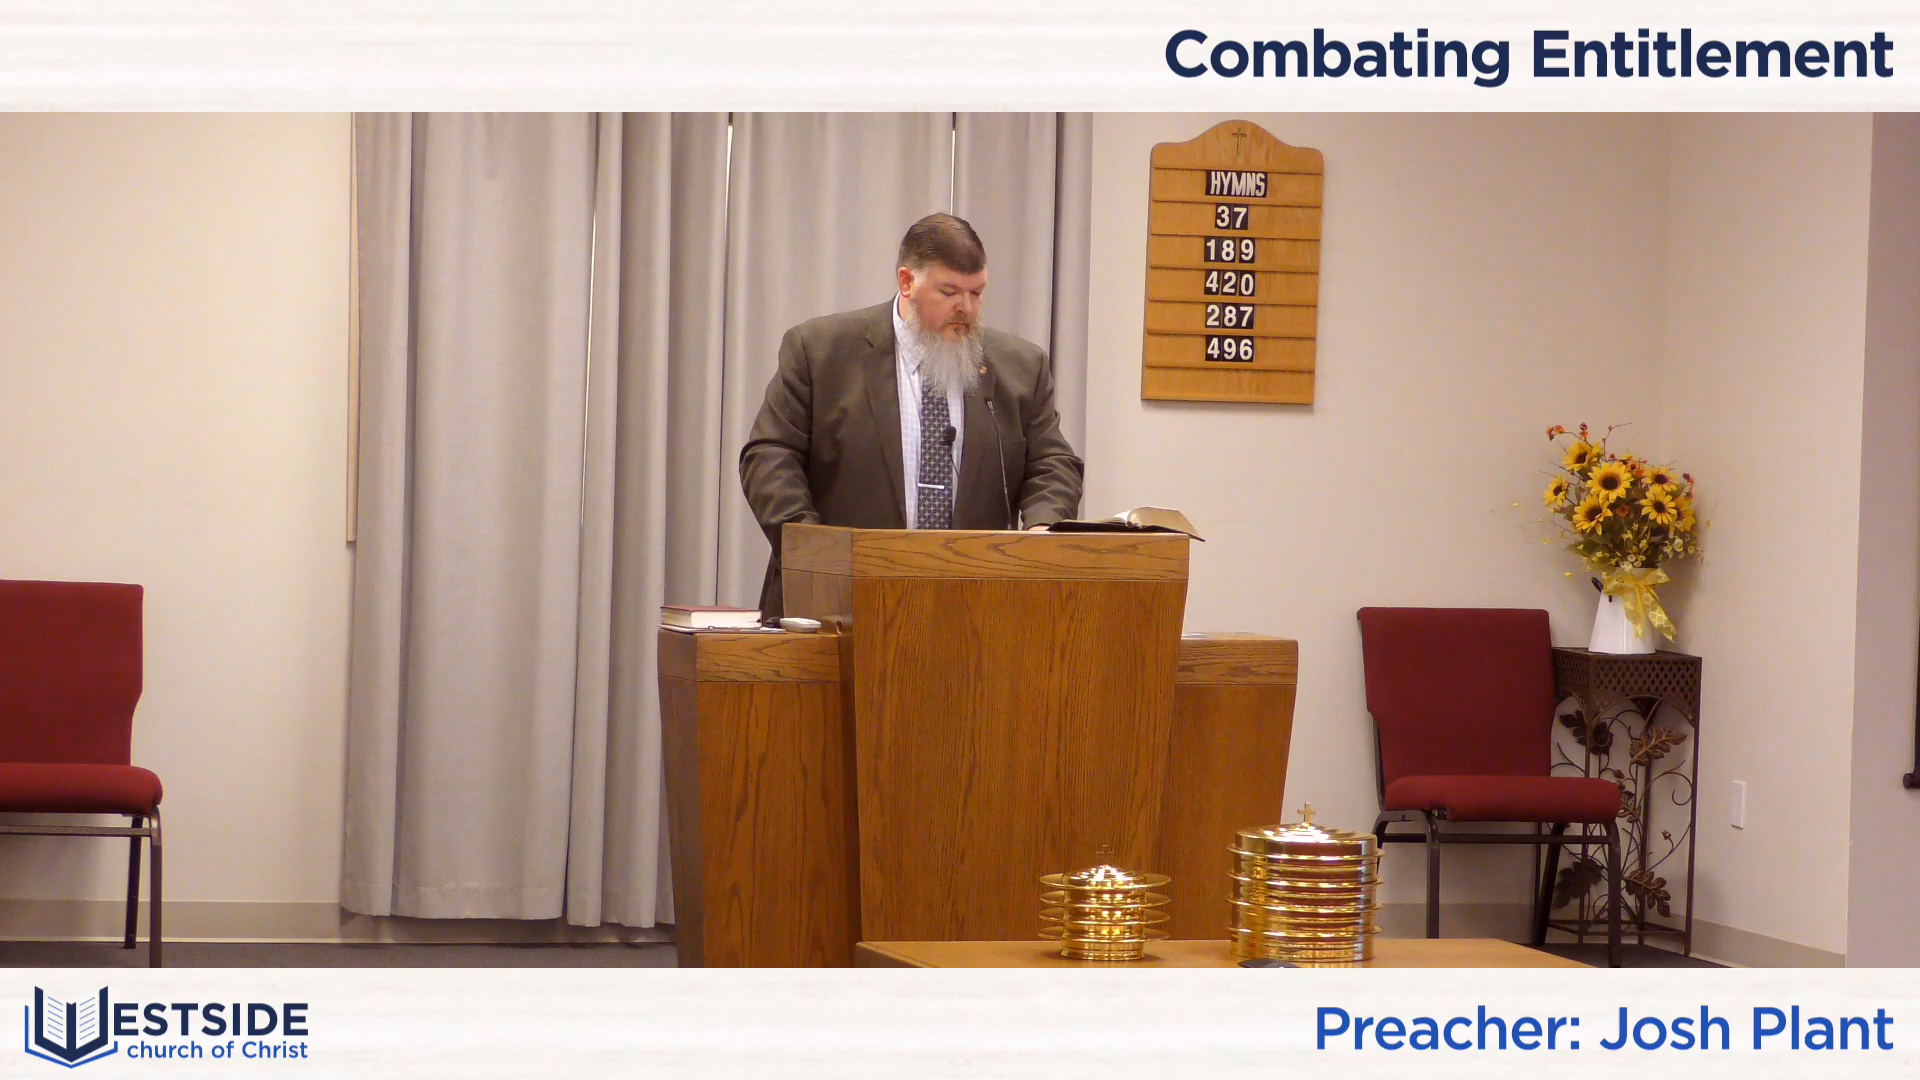 Combating Entitlement
HYMNS
37
189
420
287
496
WESTSIDE
church of Christ
Preacher: Josh Plant